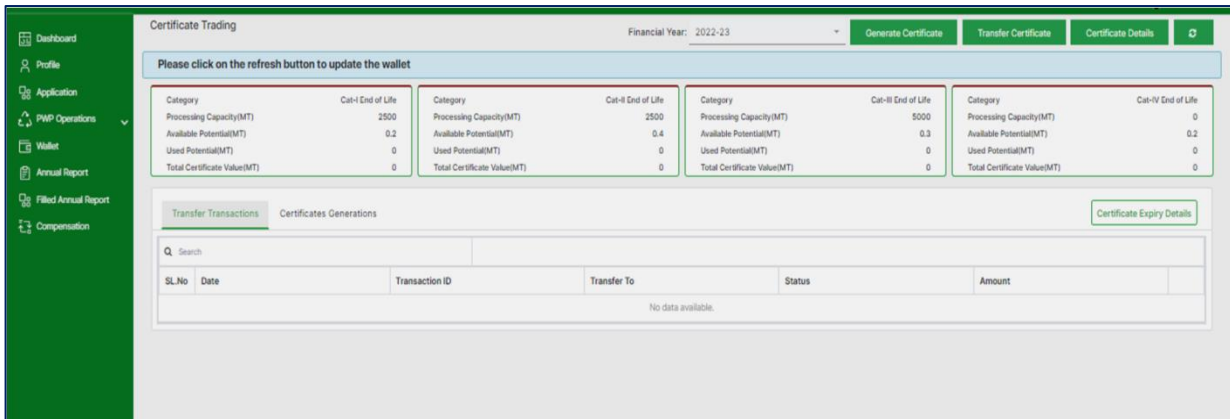 Certificate Trading
Financial Year: 2022-23
Generate Certificate
Transfer Certificate
Certificate Details
Dashboard
Profile
Application
PWP Operations
Wallet
Annual Report
Filled Annual Report
Compensation
Please click on the refresh button to update the wallet
Category Cat-I End of Life
Processing Capacity(MT) 2500
Available Potential(MT) 0.2
Used Potential(MT) 0
Total Certificate Value(MT) 0
Category Cat-II End of Life
Processing Capacity(MT) 2500
Available Potential(MT) 0.4
Used Potential(MT) 0
Total Certificate Value(MT) 0
Category Cat-III End of Life
Processing Capacity(MT) 5000
Available Potential(MT) 0.3
Used Potential(MT) 0
Total Certificate Value(MT) 0
Category Cat-IV End of Life
Processing Capacity(MT) 0
Available Potential(MT) 0.2
Used Potential(MT) 0
Total Certificate Value(MT) 0
Transfer Transactions Certificates Generations
Certificate Expiry Details
Search
SL.No Date Transaction ID Transfer To Status Amount
No data available.